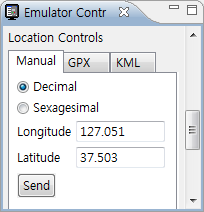 Emulator Contr
Location Controls
Manual GPX KML
Decimal
Sexagesimal
Longitude 127.051
Latitude 37.503
Send